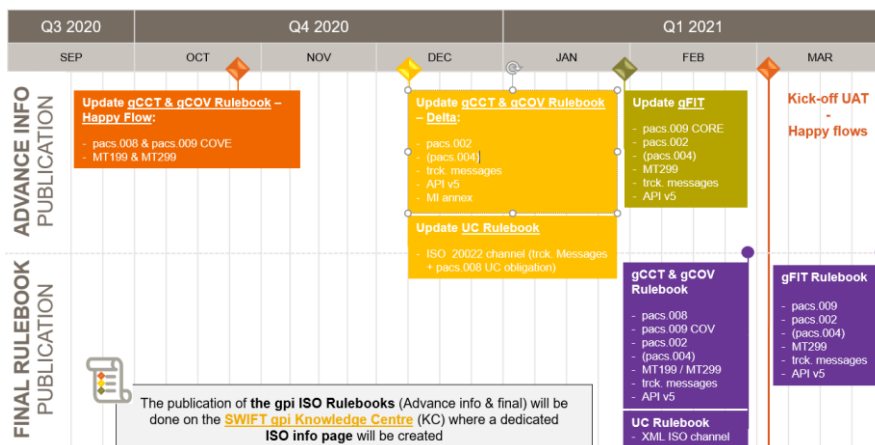 Q3 2020
Q4 2020
Q1 2021
SEP
OCT
NOV
DEC
JAN
FEB
MAR
ADVANCE INFO
PUBLICATION
Update gCCT & gCOV Rulebook –
Happy Flow:
- pacs.008 & pacs.009 COVE
- MT199 & MT299
Update gCCT & gCOV Rulebook
– Delta:
- pacs.002
- (pacs.004)
- trck. messages
- API v5
- MI annex
Update UC Rulebook
- ISO 20022 channel (trck. Messages
+ pacs.008 UC obligation)
Update gFIT
- pacs.009 CORE
- pacs.002
- (pacs.004)
- MT299
- trck. messages
- API v5
Kick-off UAT
-
Happy flows
FINAL RULEBOOK
PUBLICATION
gCCT & gCOV
Rulebook
- pacs.008
- pacs.009 COV
- pacs.002
- (pacs.004)
- MT199 / MT299
- trck. messages
- API v5
UC Rulebook
- XML ISO channel
gFIT Rulebook
- pacs.009
- pacs.002
- (pacs.004)
- MT299
- trck. messages
- API v5
The publication of the gpi ISO Rulebooks (Advance info & final) will be
done on the SWIFT gpi Knowledge Centre (KC) where a dedicated
ISO info page will be created